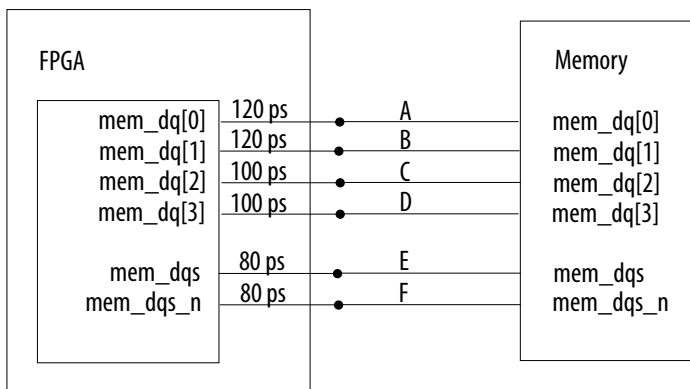 FPGA
Memory
mem_dq[0] 120 ps A mem_dq[0]
mem_dq[1] 120 ps B mem_dq[1]
mem_dq[2] 100 ps C mem_dq[2]
mem_dq[3] 100 ps D mem_dq[3]
mem_dqs 80 ps E mem_dqs
mem_dqs_n 80 ps F mem_dqs_n